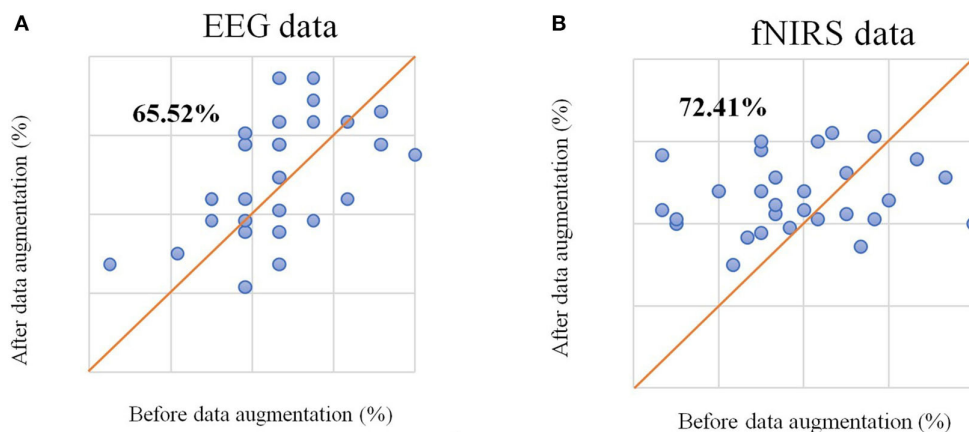 A
EEG data
65.52%
After data augmentation (%)
Before data augmentation (%)
B
fNIRS data
72.41%
After data augmentation (%)
Before data augmentation (%)